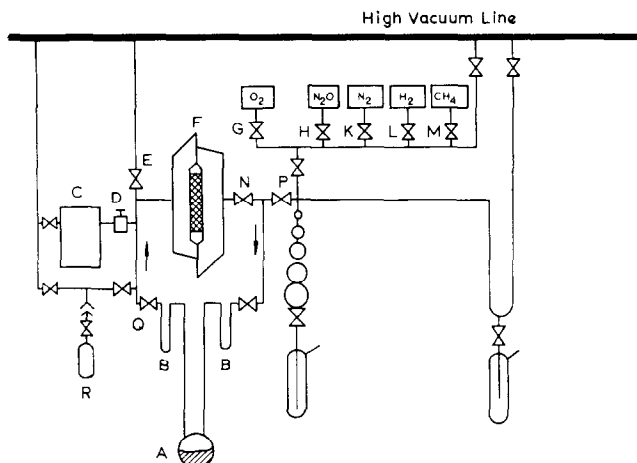 High Vacuum Line
O2 N2O N2 H2 CH4
G H K L M
F
E
C D N P
Q
B B
R
A